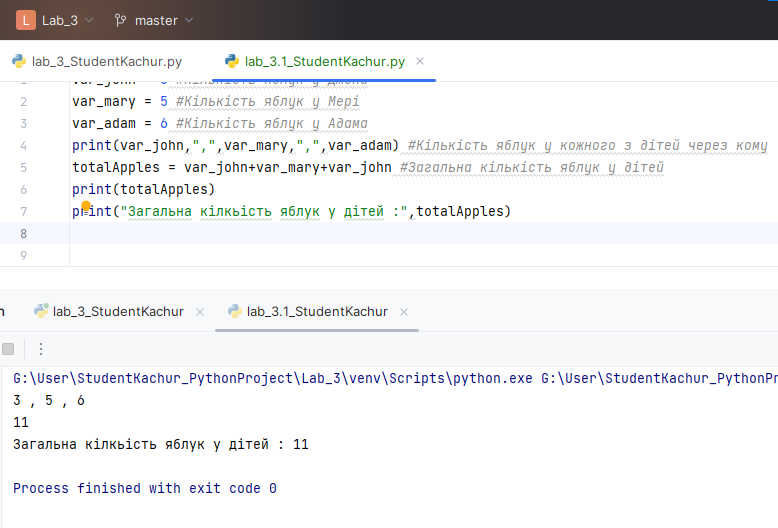 L Lab_3 master
lab_3_StudentKachur.py lab_3.1_StudentKachur.py
2 var_mary = 5 #Кількість яблук у Мері
3 var_adam = 6 #Кількість яблук у Адама
4 print(var_john,",",var_mary,",",var_adam) #Кількість яблук у кожного з дітей через кому
5 totalApples = var_john+var_mary+var_john #Загальна кількість яблук у дітей
6 print(totalApples)
7 print("Загальна кілкьість яблук у дітей :",totalApples)
8
9
lab_3_StudentKachur lab_3.1_StudentKachur
G:\User\StudentKachur_PythonProject\Lab_3\venv\Scripts\python.exe G:\User\StudentKachur_PythonPr
3 , 5 , 6
11
Загальна кілкьість яблук у дітей : 11
Process finished with exit code 0